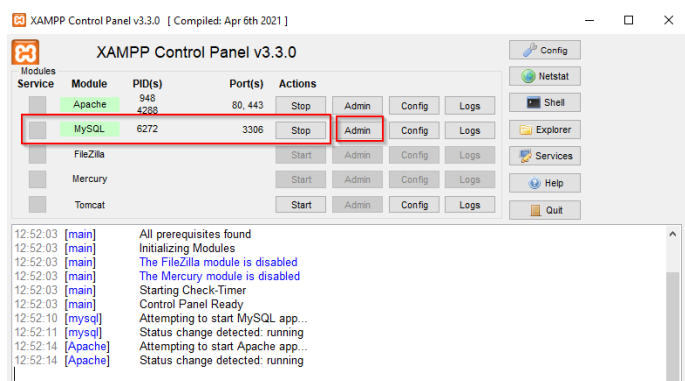 XAMPP Control Panel v3.3.0 [ Compiled: Apr 6th 2021 ]
XAMPP Control Panel v3.3.0
Config
Modules
Service Module PID(s) Port(s) Actions
Netstat
Apache 948 4288 80, 443 Stop Admin Config Logs
Shell
MySQL 6272 3306 Stop Admin Config Logs
Explorer
FileZilla Start Admin Config Logs
Services
Mercury Start Admin Config Logs
Help
Tomcat Start Admin Config Logs
Quit
12:52:03 [main] All prerequisites found
12:52:03 [main] Initializing Modules
12:52:03 [main] The FileZilla module is disabled
12:52:03 [main] The Mercury module is disabled
12:52:03 [main] Starting Check-Timer
12:52:03 [main] Control Panel Ready
12:52:10 [mysql] Attempting to start MySQL app...
12:52:11 [mysql] Status change detected: running
12:52:14 [Apache] Attempting to start Apache app...
12:52:14 [Apache] Status change detected: running